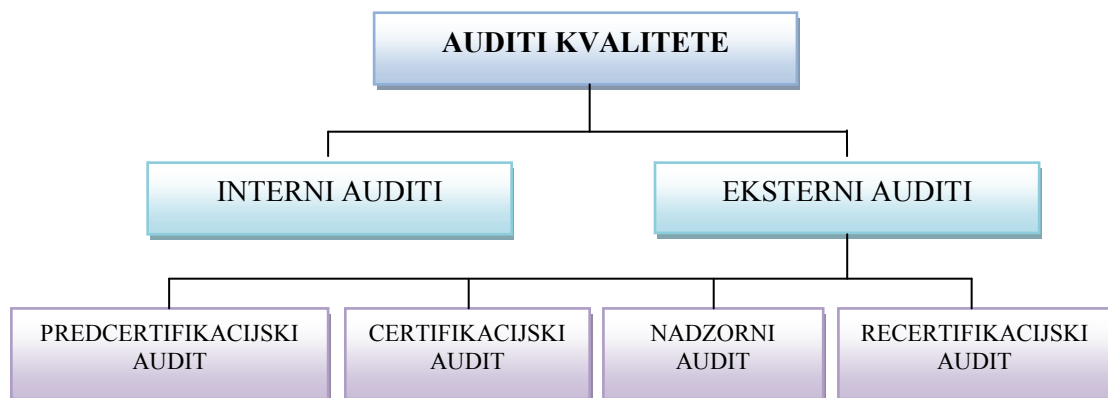 AUDITI KVALITETE
INTERNI AUDITI
EKSTERNI AUDITI
PREDCERTIFIKACIJSKI
AUDIT
CERTIFIKACIJSKI
AUDIT
NADZORNI
AUDIT
RECERTIFIKACIJSKI
AUDIT